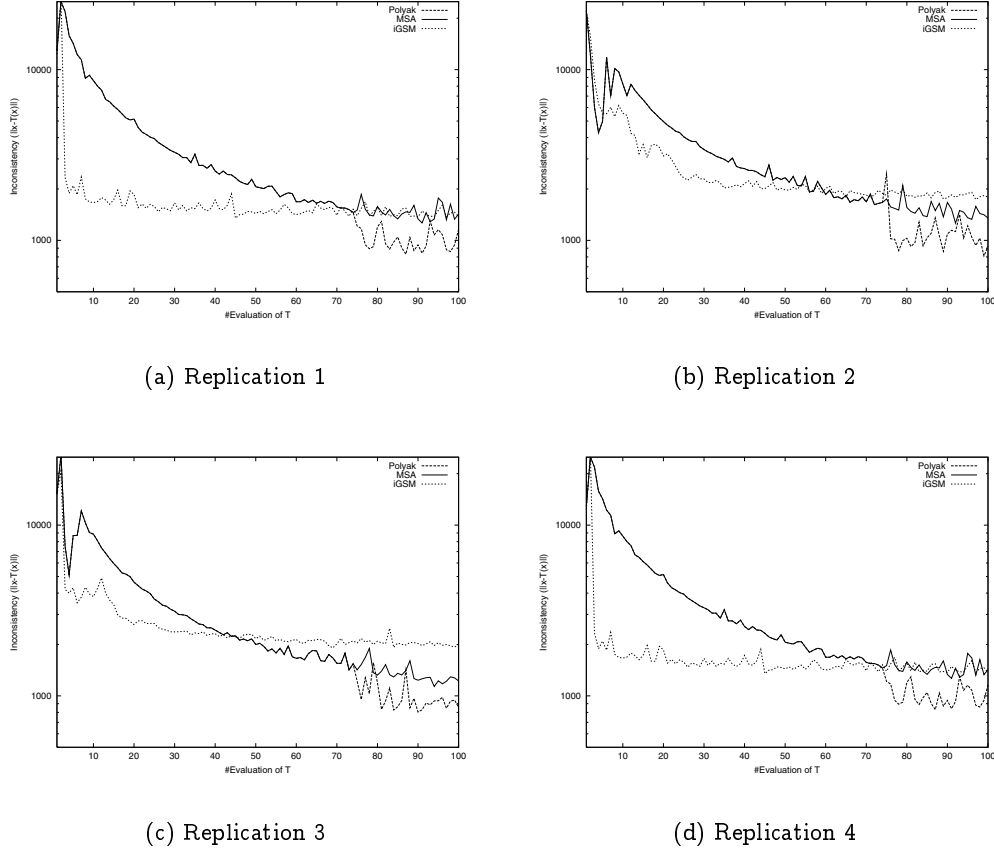 Polyak
MSA
iGSM
10000
1000
Inconsistency (||x-T(x)||)
10 20 30 40 50 60 70 80 90 100
#Evaluation of T
(a) Replication 1
Polyak
MSA
iGSM
10000
1000
Inconsistency (||x-T(x)||)
10 20 30 40 50 60 70 80 90 100
#Evaluation of T
(b) Replication 2
Polyak
MSA
iGSM
10000
1000
Inconsistency (||x-T(x)||)
10 20 30 40 50 60 70 80 90 100
#Evaluation of T
(c) Replication 3
Polyak
MSA
iGSM
10000
1000
Inconsistency (||x-T(x)||)
10 20 30 40 50 60 70 80 90 100
#Evaluation of T
(d) Replication 4